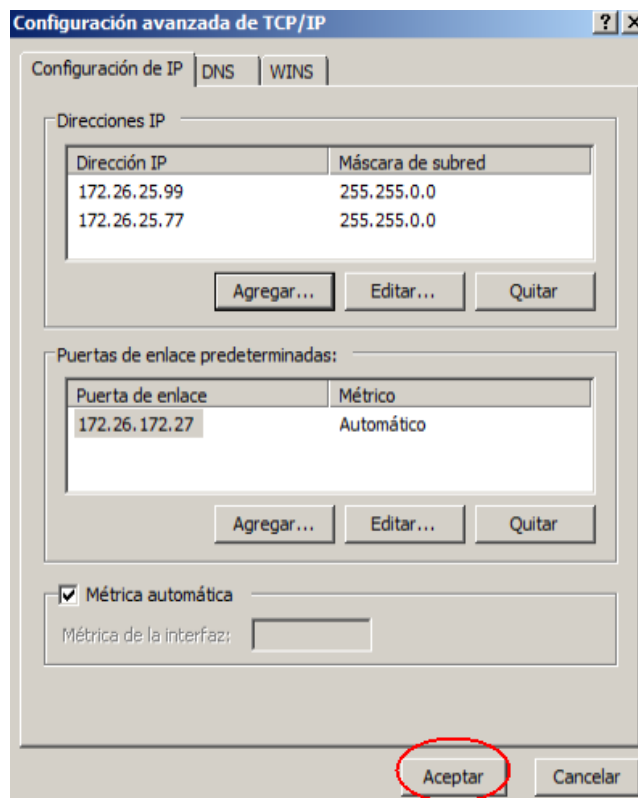 Configuración avanzada de TCP/IP
Configuración de IP DNS WINS
Direcciones IP
Dirección IP Máscara de subred
172.26.25.99 255.255.0.0
172.26.25.77 255.255.0.0
Agregar... Editar... Quitar
Puertas de enlace predeterminadas:
Puerta de enlace Métrico
172.26.172.27 Automático
Agregar... Editar... Quitar
Métrica automática
Métrica de la interfaz:
Aceptar Cancelar